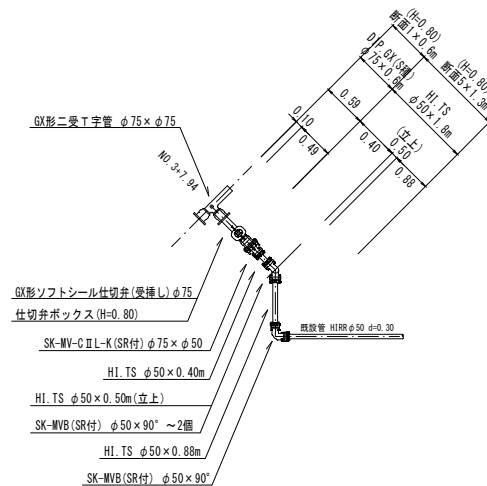 (H=0.80)
断面1×0.6m
(H=0.80)
断面5×1.3m
DIP.GX(S種)
φ75×0.6m
HI.TS
φ50×1.8m
0.10
0.49
0.59
0.40
(立上)
0.50
0.88
GX形二受T字管 φ75×φ75
NO.3+7.94
GX形ソフトシール仕切弁(受挿し)φ75
仕切弁ボックス(H=0.80)
SK-MV-CⅡL-K(SR付)φ75×φ50
既設管 HIRRφ50 d=0.30
HI.TS φ50×0.40m
HI.TS φ50×0.50m(立上)
SK-MVB(SR付) φ50×90° ～2個
HI.TS φ50×0.88m
SK-MVB(SR付)φ50×90°